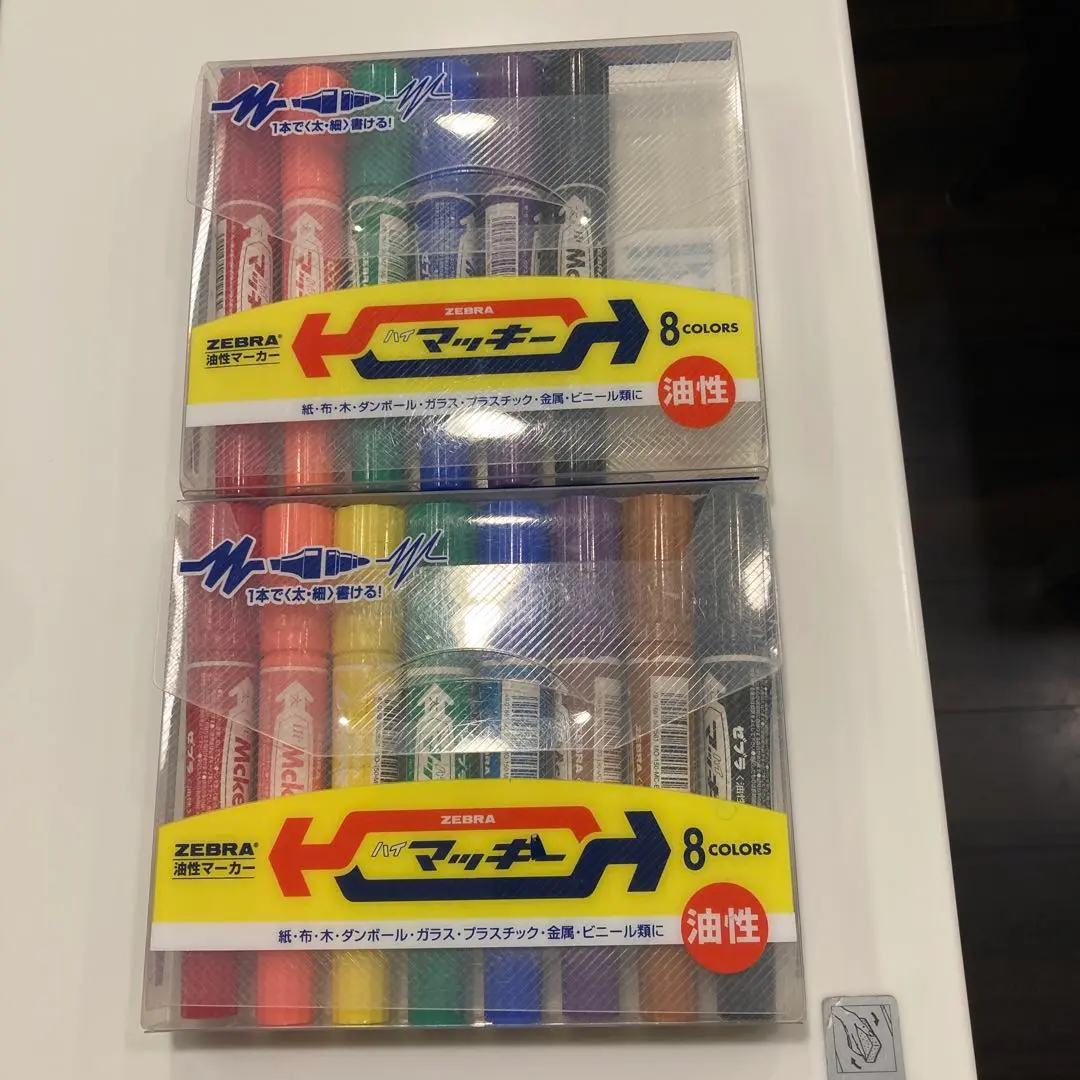 1本で〈太・細〉書ける!
ZEBRA
ハイ マッキー
ZEBRA®
油性マーカー
8 COLORS
紙・布・木・ダンボール・ガラス・プラスチック・金属・ビニール類に
油性
1本で〈太・細〉書ける!
Mcke
ゼブラ
ZEBRA
ハイ マッキー
ZEBRA®
油性マーカー
8 COLORS
紙・布・木・ダンボール・ガラス・プラスチック・金属・ビニール類に
油性